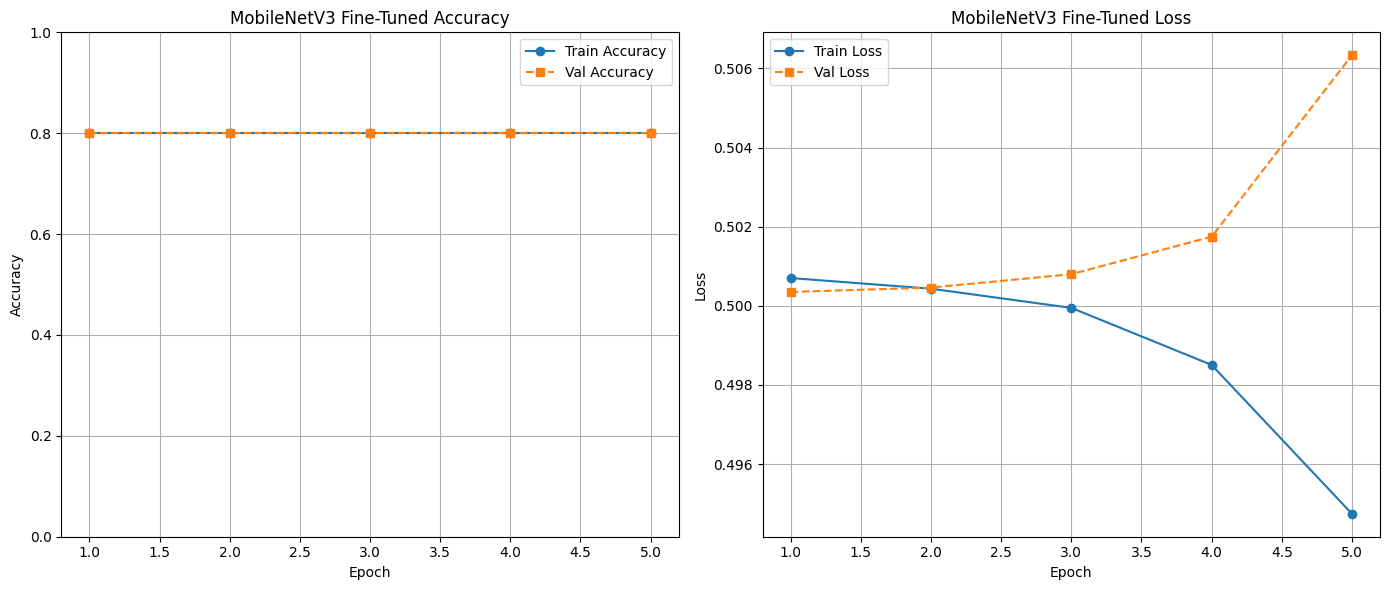 MobileNetV3 Fine-Tuned Accuracy
1.0
0.8
0.6
0.4
0.2
0.0
Accuracy
Train Accuracy
Val Accuracy
1.0 1.5 2.0 2.5 3.0 3.5 4.0 4.5 5.0
Epoch
MobileNetV3 Fine-Tuned Loss
Train Loss
Val Loss
0.506
0.504
0.502
0.500
0.498
0.496
Loss
1.0 1.5 2.0 2.5 3.0 3.5 4.0 4.5 5.0
Epoch